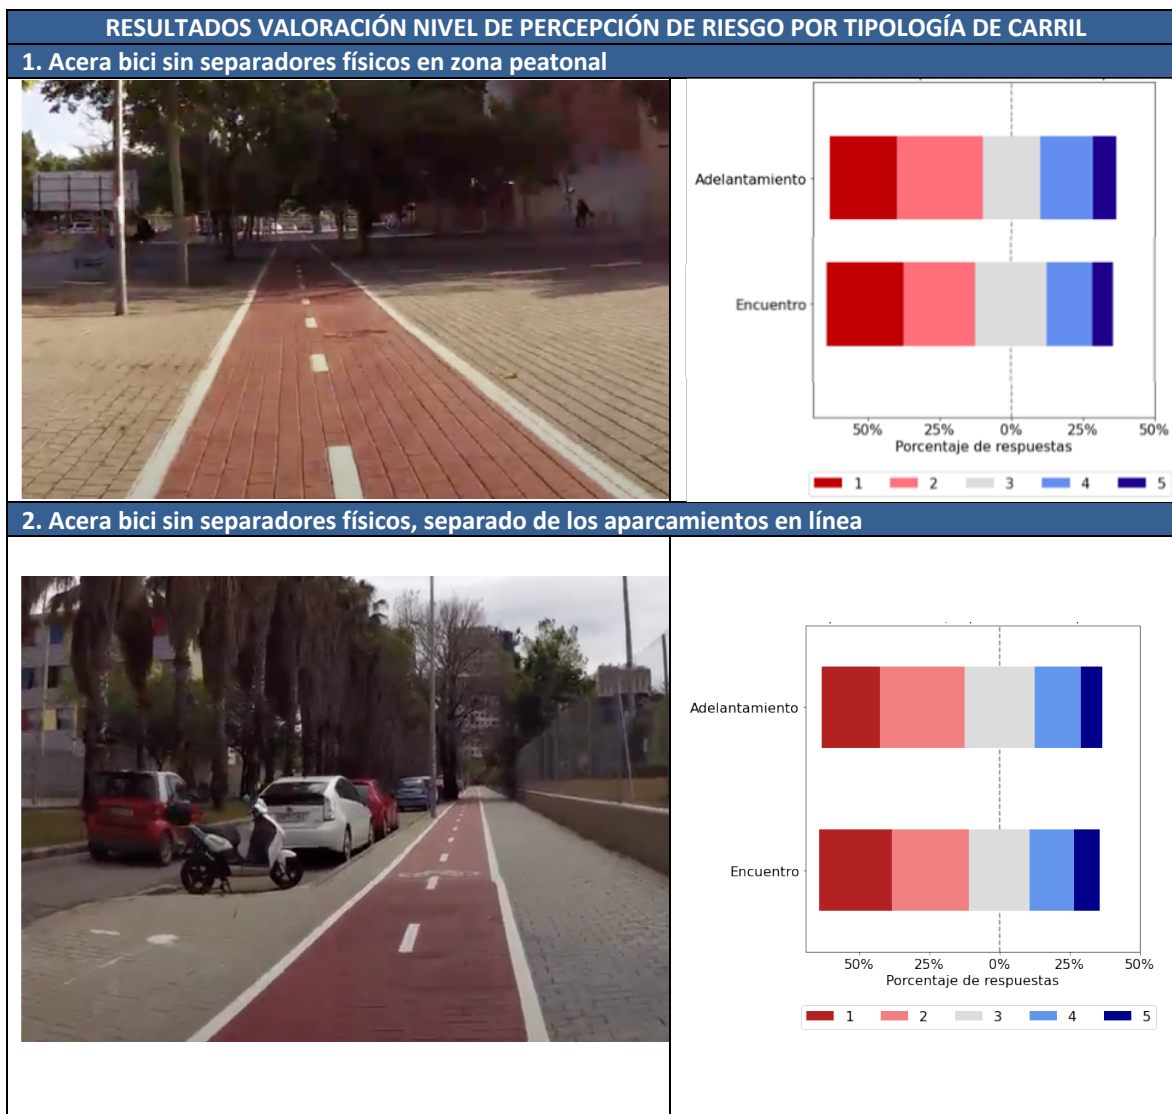 RESULTADOS VALORACIÓN NIVEL DE PERCEPCIÓN DE RIESGO POR TIPOLOGÍA DE CARRIL
1. Acera bici sin separadores físicos en zona peatonal
Adelantamiento
Encuentro
50% 25% 0% 25% 50%
Porcentaje de respuestas
1 2 3 4 5
2. Acera bici sin separadores físicos, separado de los aparcamientos en línea
Adelantamiento
Encuentro
50% 25% 0% 25% 50%
Porcentaje de respuestas
1 2 3 4 5